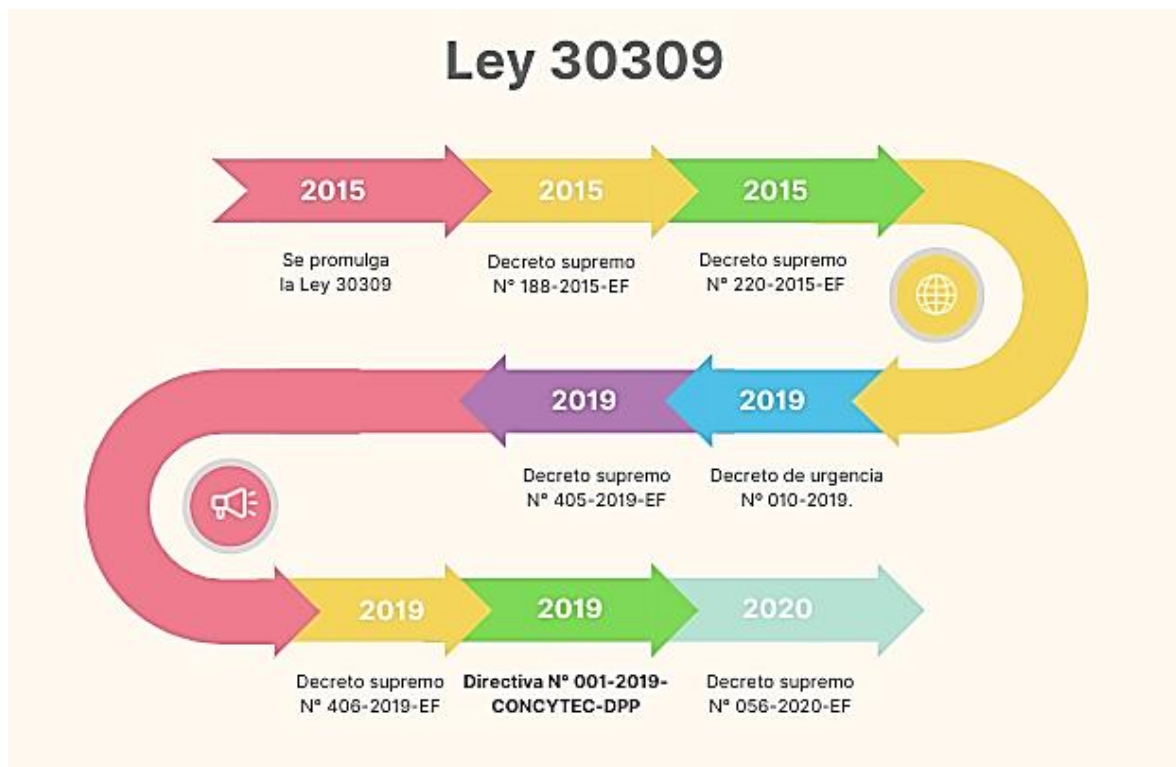 Ley 30309
2015
2015
2015
Se promulga
la Ley 30309
Decreto supremo
N° 188-2015-EF
Decreto supremo
N° 220-2015-EF
2019
2019
Decreto de urgencia
N° 010-2019.
Decreto supremo
N° 405-2019-EF
2019
2019
2020
Decreto supremo
N° 406-2019-EF
Directiva N° 001-2019-
CONCYTEC-DPP
Decreto supremo
N° 056-2020-EF